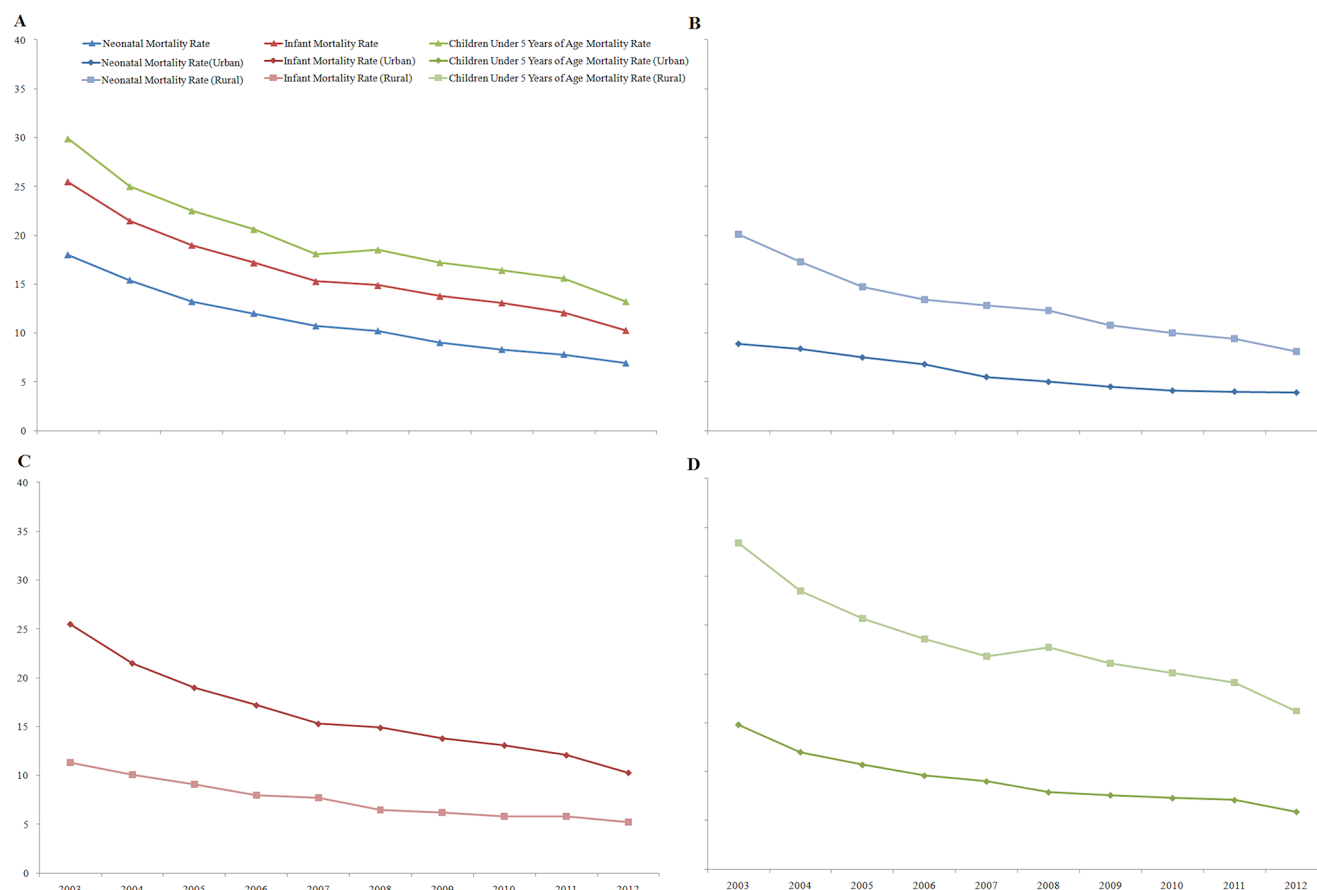 A
B
40
Neonatal Mortality Rate Infant Mortality Rate Children Under 5 Years of Age Mortality Rate
Neonatal Mortality Rate(Urban) Infant Mortality Rate (Urban) Children Under 5 Years of Age Mortality Rate (Urban)
Neonatal Mortality Rate (Rural) Infant Mortality Rate (Rural) Children Under 5 Years of Age Mortality Rate (Rural)
35
30
25
20
15
10
5
0
C
D
40
35
30
25
20
15
10
5
0
2003 2004 2005 2006 2007 2008 2009 2010 2011 2012
2003 2004 2005 2006 2007 2008 2009 2010 2011 2012